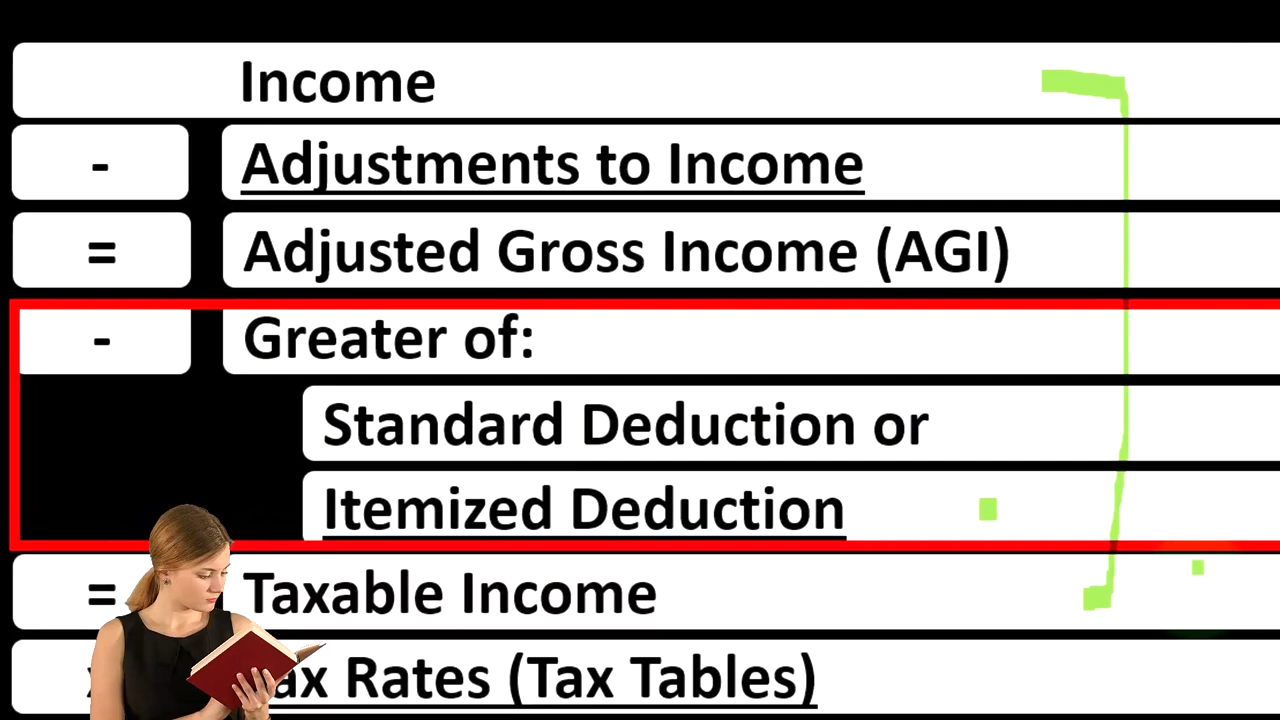 Income
- Adjustments to Income
= Adjusted Gross Income (AGI)
- Greater of:
Standard Deduction or
Itemized Deduction
= Taxable Income
Rates (Tax Tables)